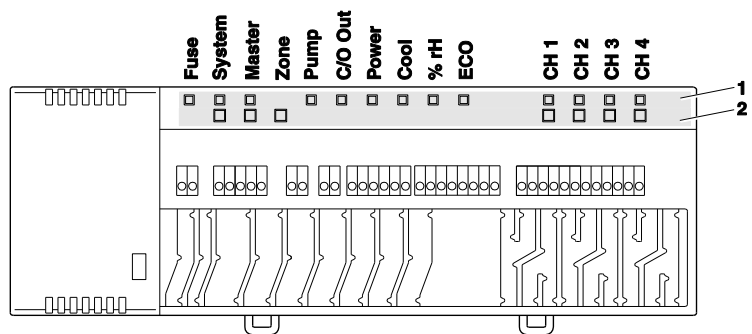 Fuse
System
Master
Zone
Pump
C/O Out
Power
Cool
% rH
ECO
CH 1
CH 2
CH 3
CH 4
1
2